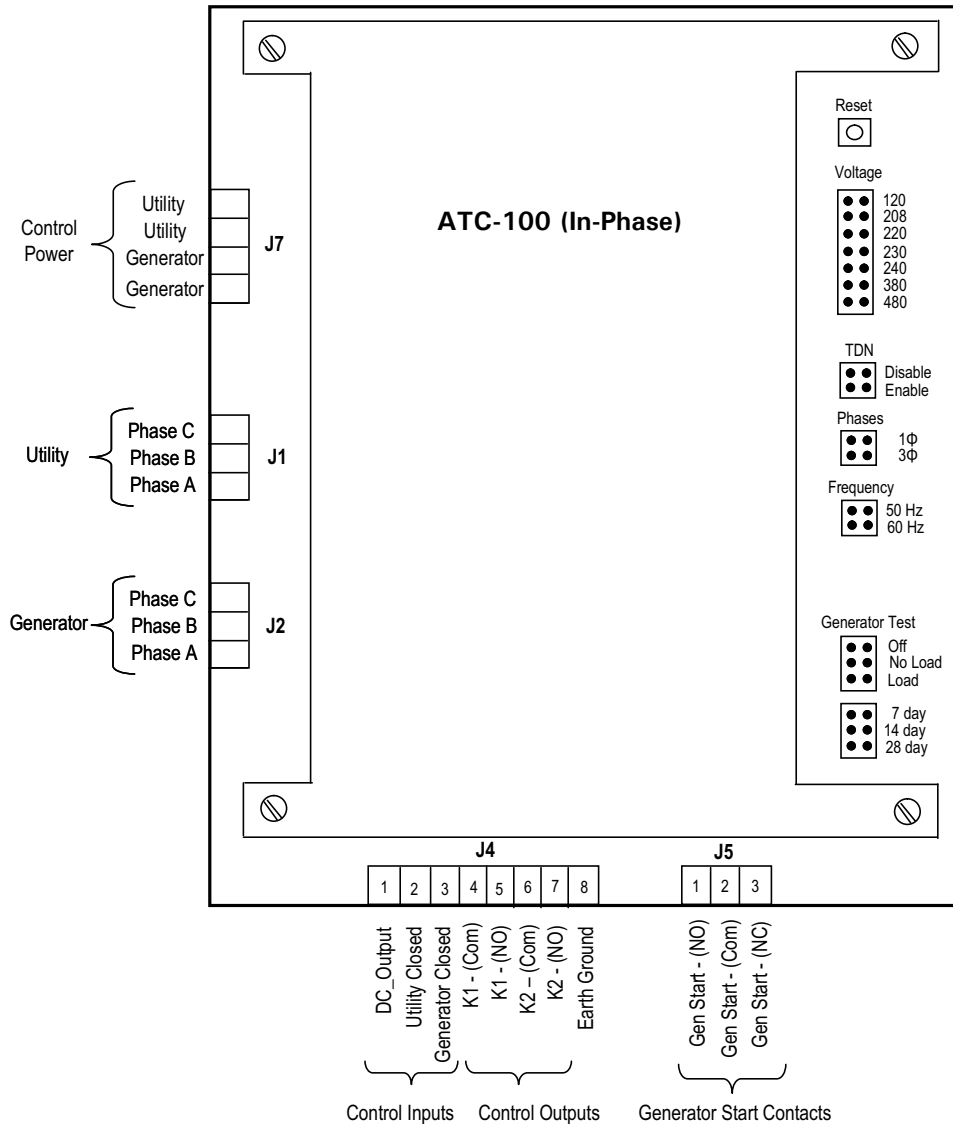 ATC-100 (In-Phase)
Control
Power
Utility
Utility
Generator
Generator
J7
Utility
Phase C
Phase B
Phase A
J1
Generator
Phase C
Phase B
Phase A
J2
Reset
Voltage
120
208
220
230
240
380
480
TDN
Disable
Enable
Phases
1Φ
3Φ
Frequency
50 Hz
60 Hz
Generator Test
Off
No Load
Load
7 day
14 day
28 day
J4
1 2 3 4 5 6 7 8
DC_Output
Utility Closed
Generator Closed
K1 - (Com)
K1 - (NO)
K2 – (Com)
K2 - (NO)
Earth Ground
Control Inputs
Control Outputs
J5
1 2 3
Gen Start - (NO)
Gen Start - (Com)
Gen Start - (NC)
Generator Start Contacts